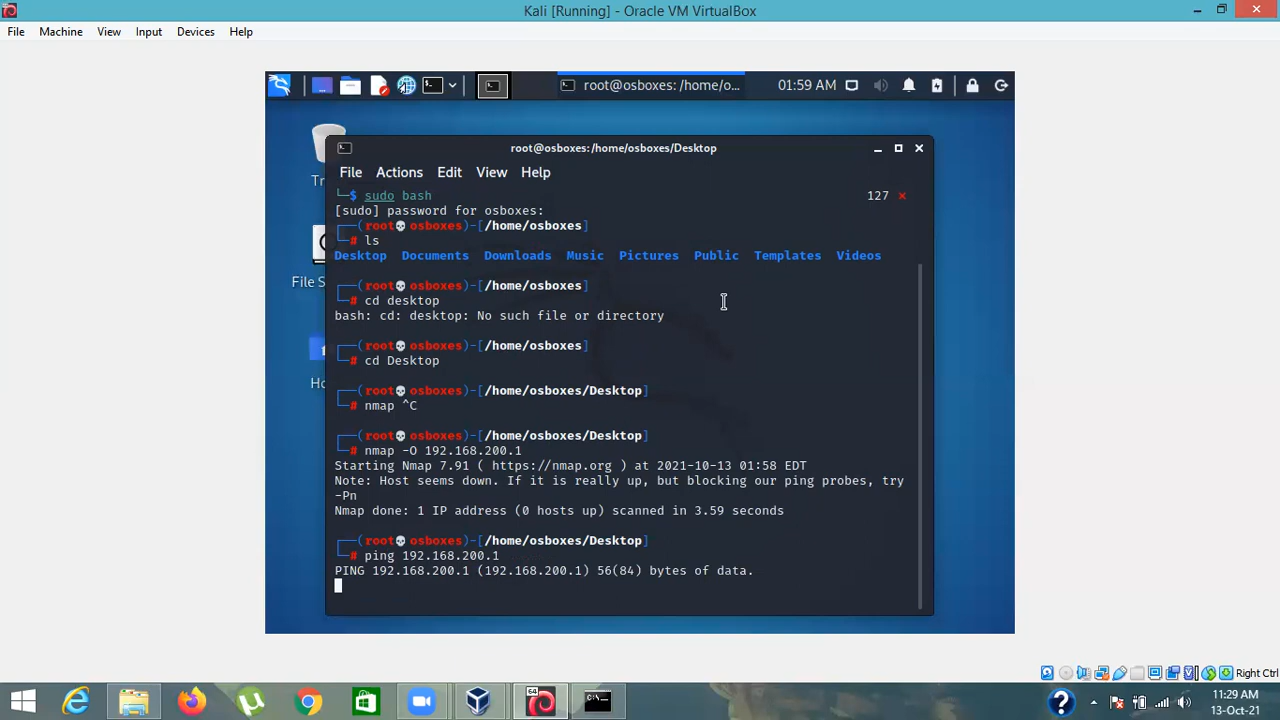 Kali [Running] - Oracle VM VirtualBox
File Machine View Input Devices Help
root@osboxes: /home/o... 01:59 AM
root@osboxes:/home/osboxes/Desktop
File Actions Edit View Help
└─$ sudo bash 127 ✗
[sudo] password for osboxes:
┌──(root💀osboxes)-[/home/osboxes]
└─# ls
Desktop Documents Downloads Music Pictures Public Templates Videos
┌──(root💀osboxes)-[/home/osboxes]
└─# cd desktop
bash: cd: desktop: No such file or directory
┌──(root💀osboxes)-[/home/osboxes]
└─# cd Desktop
┌──(root💀osboxes)-[/home/osboxes/Desktop]
└─# nmap ^C
┌──(root💀osboxes)-[/home/osboxes/Desktop]
└─# nmap -O 192.168.200.1
Starting Nmap 7.91 ( https://nmap.org ) at 2021-10-13 01:58 EDT
Note: Host seems down. If it is really up, but blocking our ping probes, try
-Pn
Nmap done: 1 IP address (0 hosts up) scanned in 3.59 seconds
┌──(root💀osboxes)-[/home/osboxes/Desktop]
└─# ping 192.168.200.1
PING 192.168.200.1 (192.168.200.1) 56(84) bytes of data.
Tr
File S
Ho
Right Ctrl
64
11:29 AM
13-Oct-21